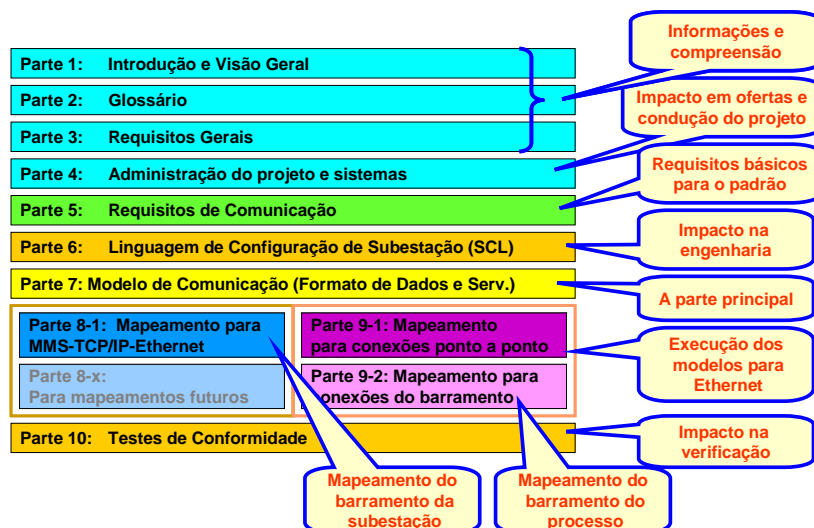 Informações e
compreensão
Parte 1: Introdução e Visão Geral
Parte 2: Glossário
Impacto em ofertas e
condução do projeto
Parte 3: Requisitos Gerais
Parte 4: Administração do projeto e sistemas
Requisitos básicos
para o padrão
Parte 5: Requisitos de Comunicação
Parte 6: Linguagem de Configuração de Subestação (SCL)
Impacto na
engenharia
Parte 7: Modelo de Comunicação (Formato de Dados e Serv.)
A parte principal
Parte 8-1: Mapeamento para
MMS-TCP/IP-Ethernet
Parte 9-1: Mapeamento
para conexões ponto a ponto
Execução dos
modelos para
Ethernet
Parte 8-x:
Para mapeamentos futuros
Parte 9-2: Mapeamento para
conexões do barramento
Parte 10: Testes de Conformidade
Impacto na
verificação
Mapeamento do
barramento da
subestação
Mapeamento do
barramento do
processo